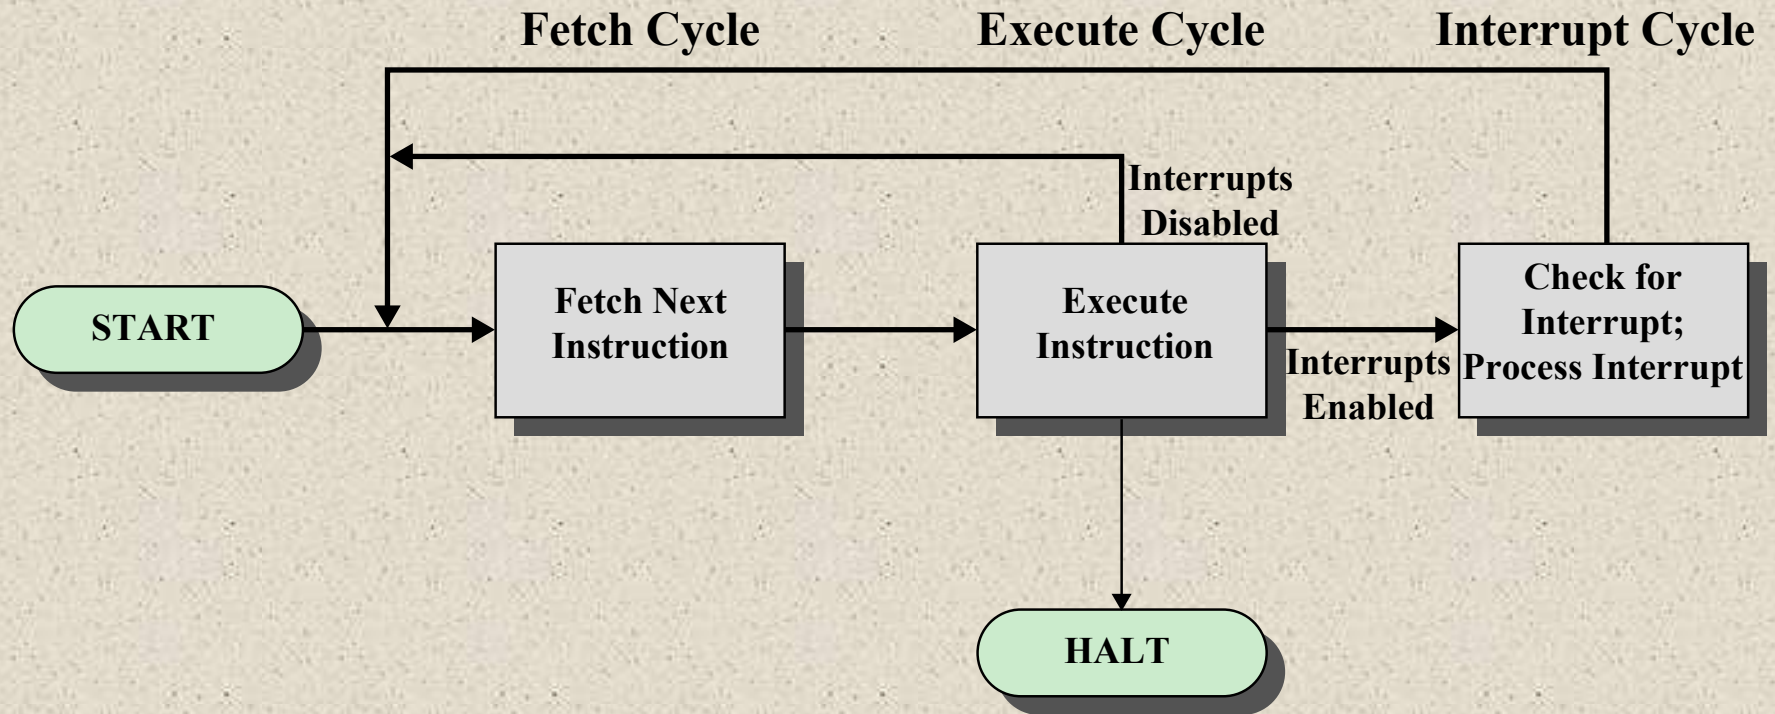 Fetch Cycle
Execute Cycle
Interrupt Cycle
Interrupts
Disabled
START
Fetch Next
Instruction
Execute
Instruction
Interrupts
Enabled
Check for
Interrupt;
Process Interrupt
HALT